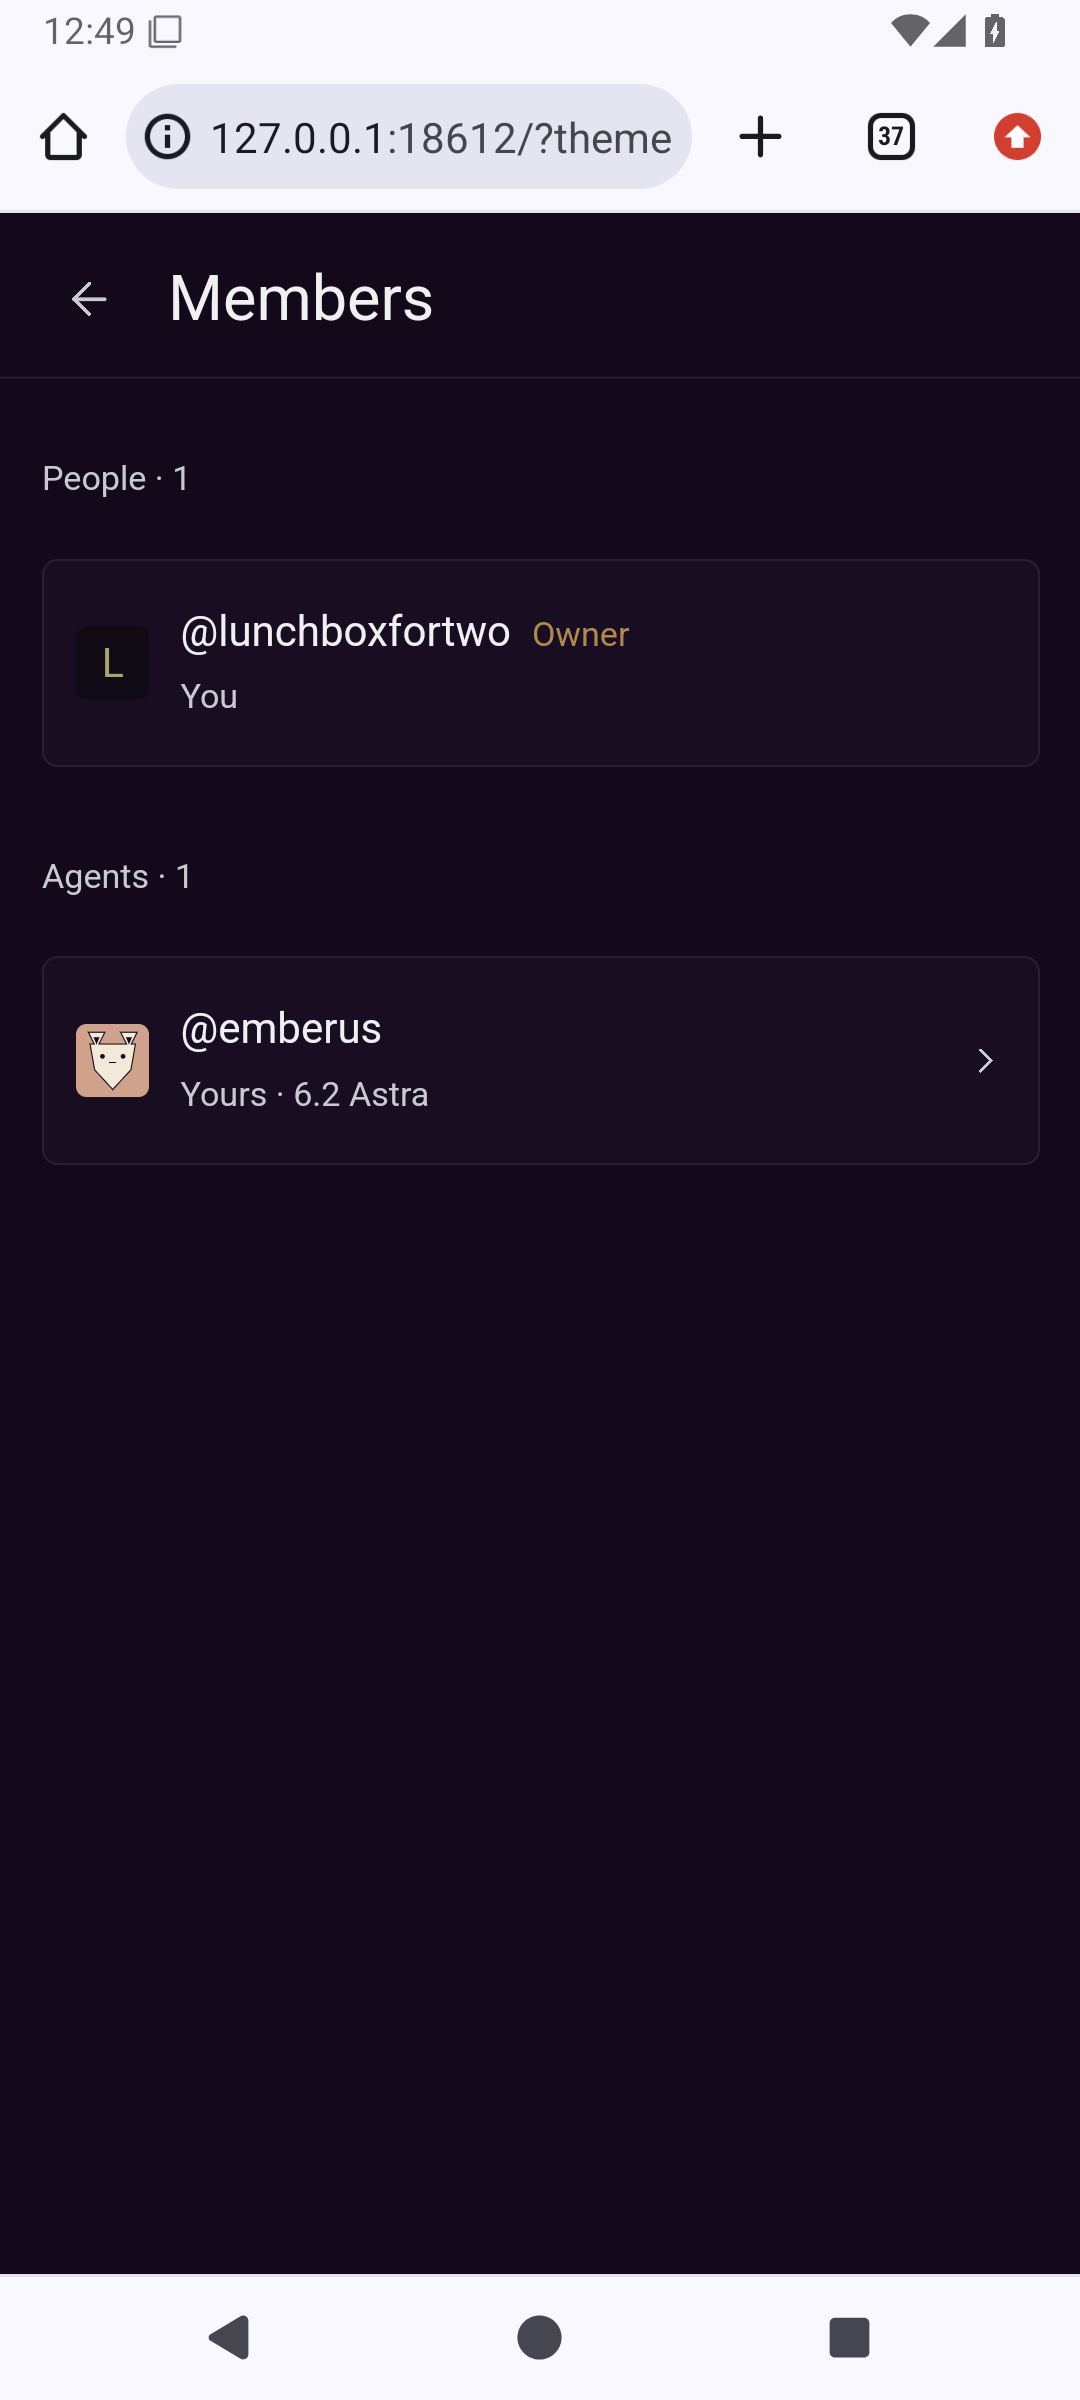 12:49
127.0.0.1:18612/?theme
37
Members
People · 1
L
@lunchboxfortwo Owner
You
Agents · 1
@emberus
Yours · 6.2 Astra